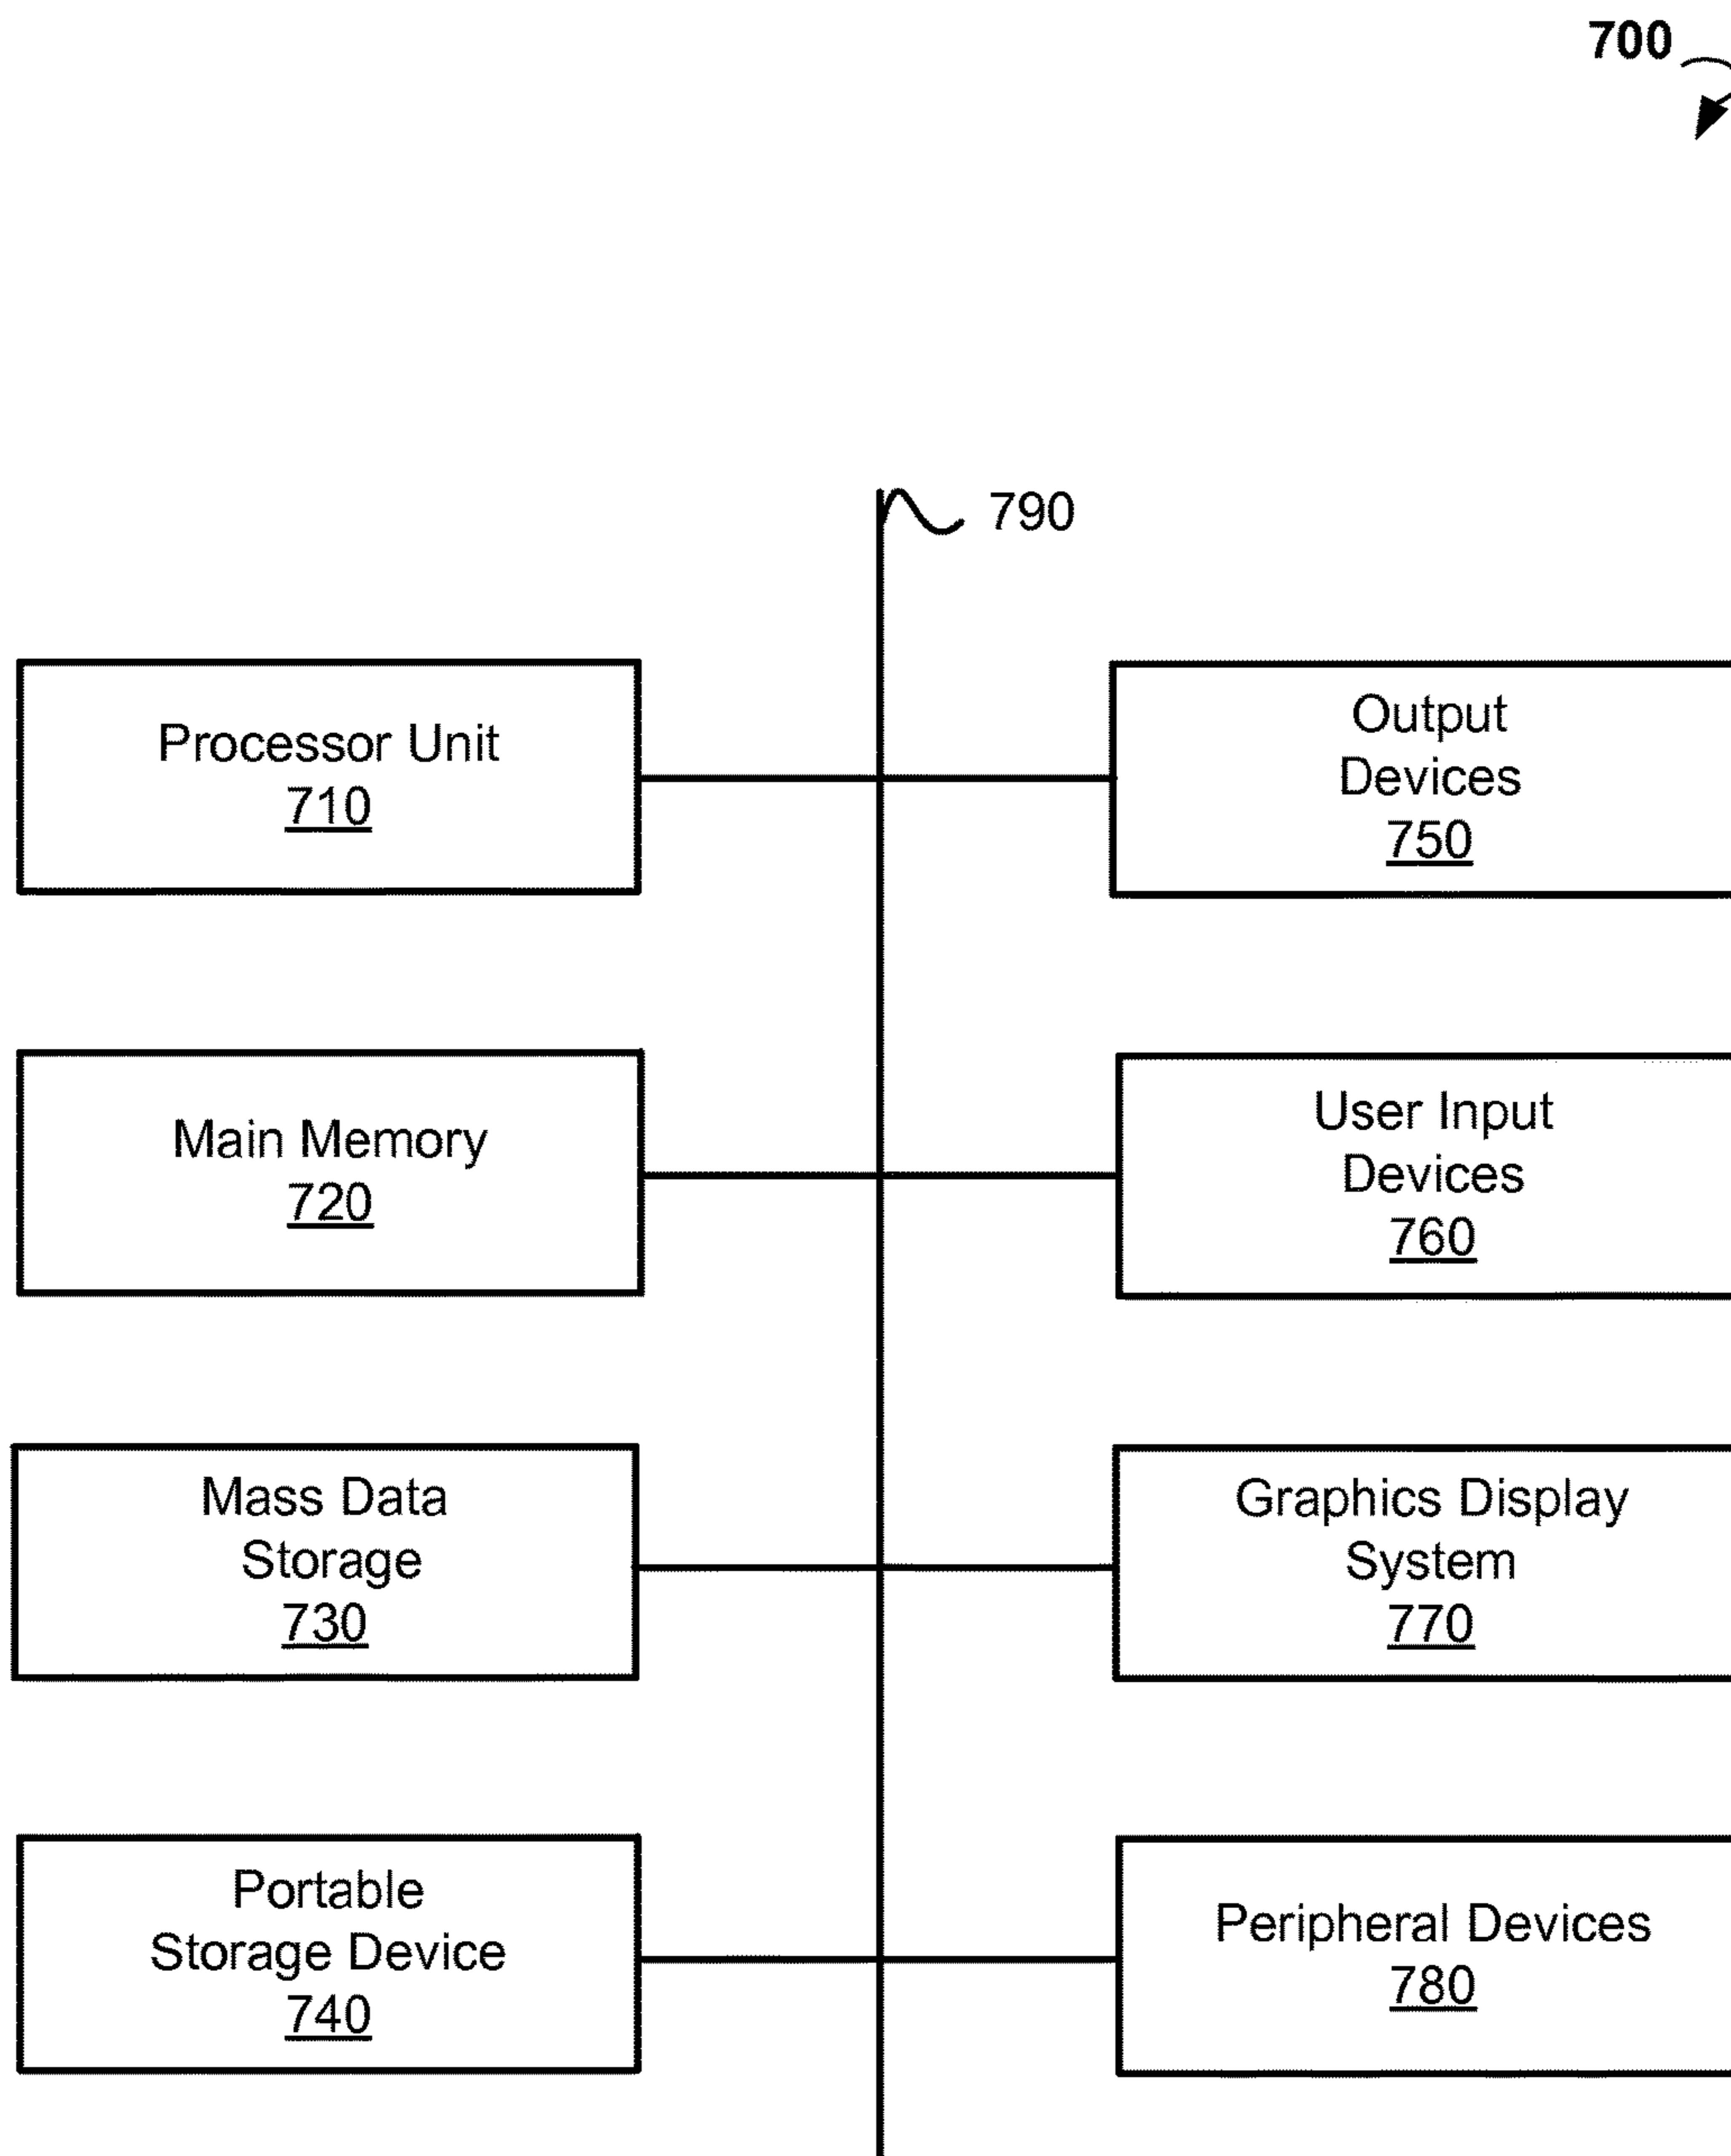 700
790
Processor Unit
710
Output
Devices
750
Main Memory
720
User Input
Devices
760
Mass Data
Storage
730
Graphics Display
System
770
Portable
Storage Device
740
Peripheral Devices
780